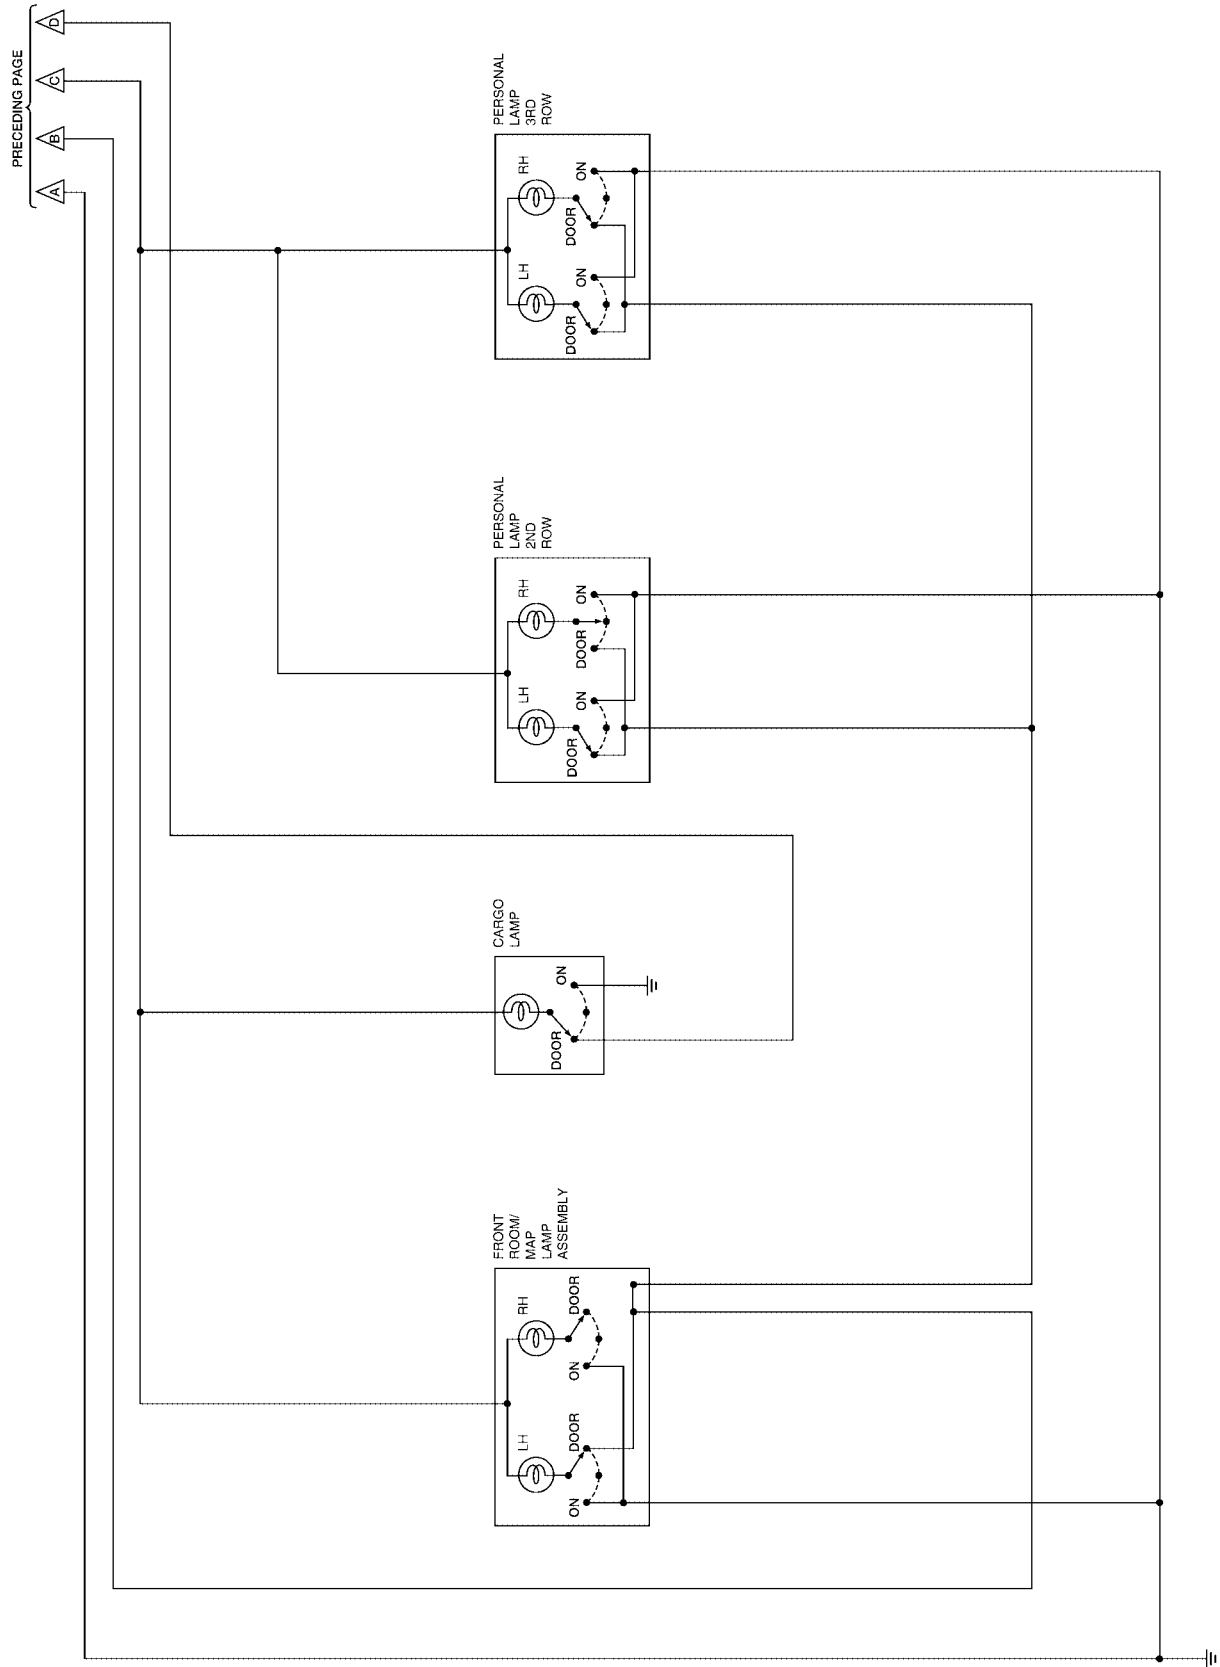 PRECEDING PAGE
A
B
C
D
FRONT
ROOM/
MAP
LAMP
ASSEMBLY
LH
RH
ON
DOOR
ON
DOOR
CARGO
LAMP
DOOR
ON
PERSONAL
LAMP
2ND
ROW
LH
RH
DOOR
ON
DOOR
ON
PERSONAL
LAMP
3RD
ROW
LH
RH
DOOR
ON
DOOR
ON